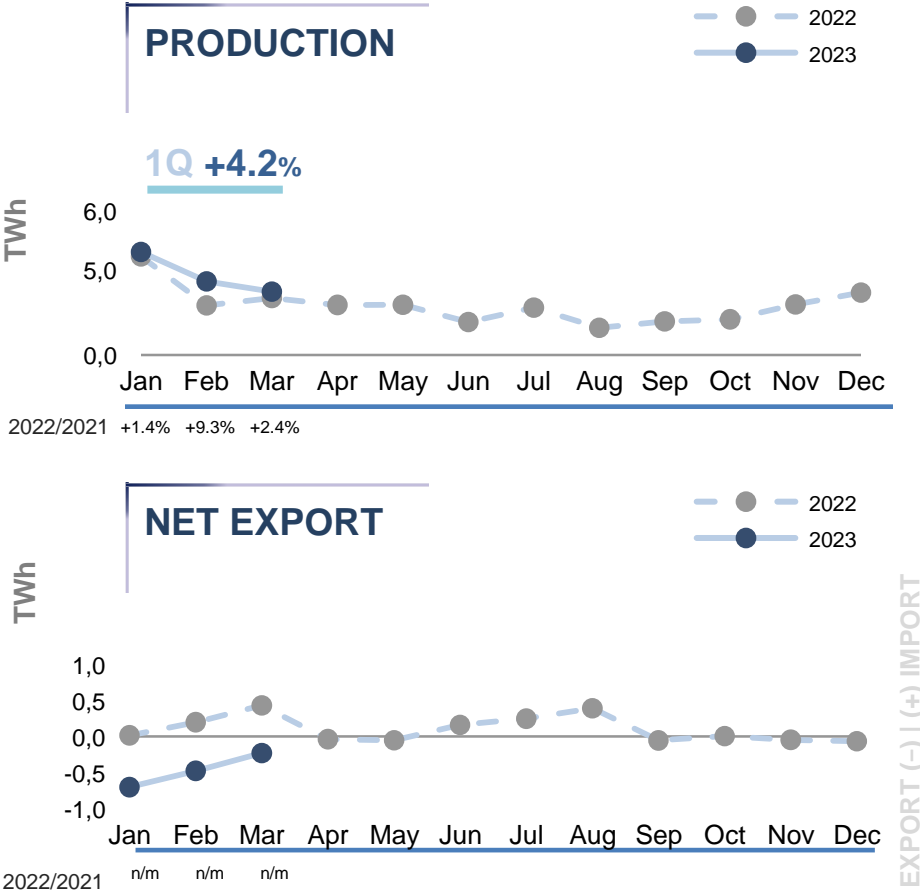 PRODUCTION
2022
2023
1Q +4.2%
TWh
6,0
5,0
0,0
Jan Feb Mar Apr May Jun Jul Aug Sep Oct Nov Dec
2022/2021 +1.4% +9.3% +2.4%
NET EXPORT
2022
2023
TWh
1,0
0,5
0,0
-0,5
-1,0
EXPORT (−) | (+) IMPORT
Jan Feb Mar Apr May Jun Jul Aug Sep Oct Nov Dec
2022/2021 n/m n/m n/m